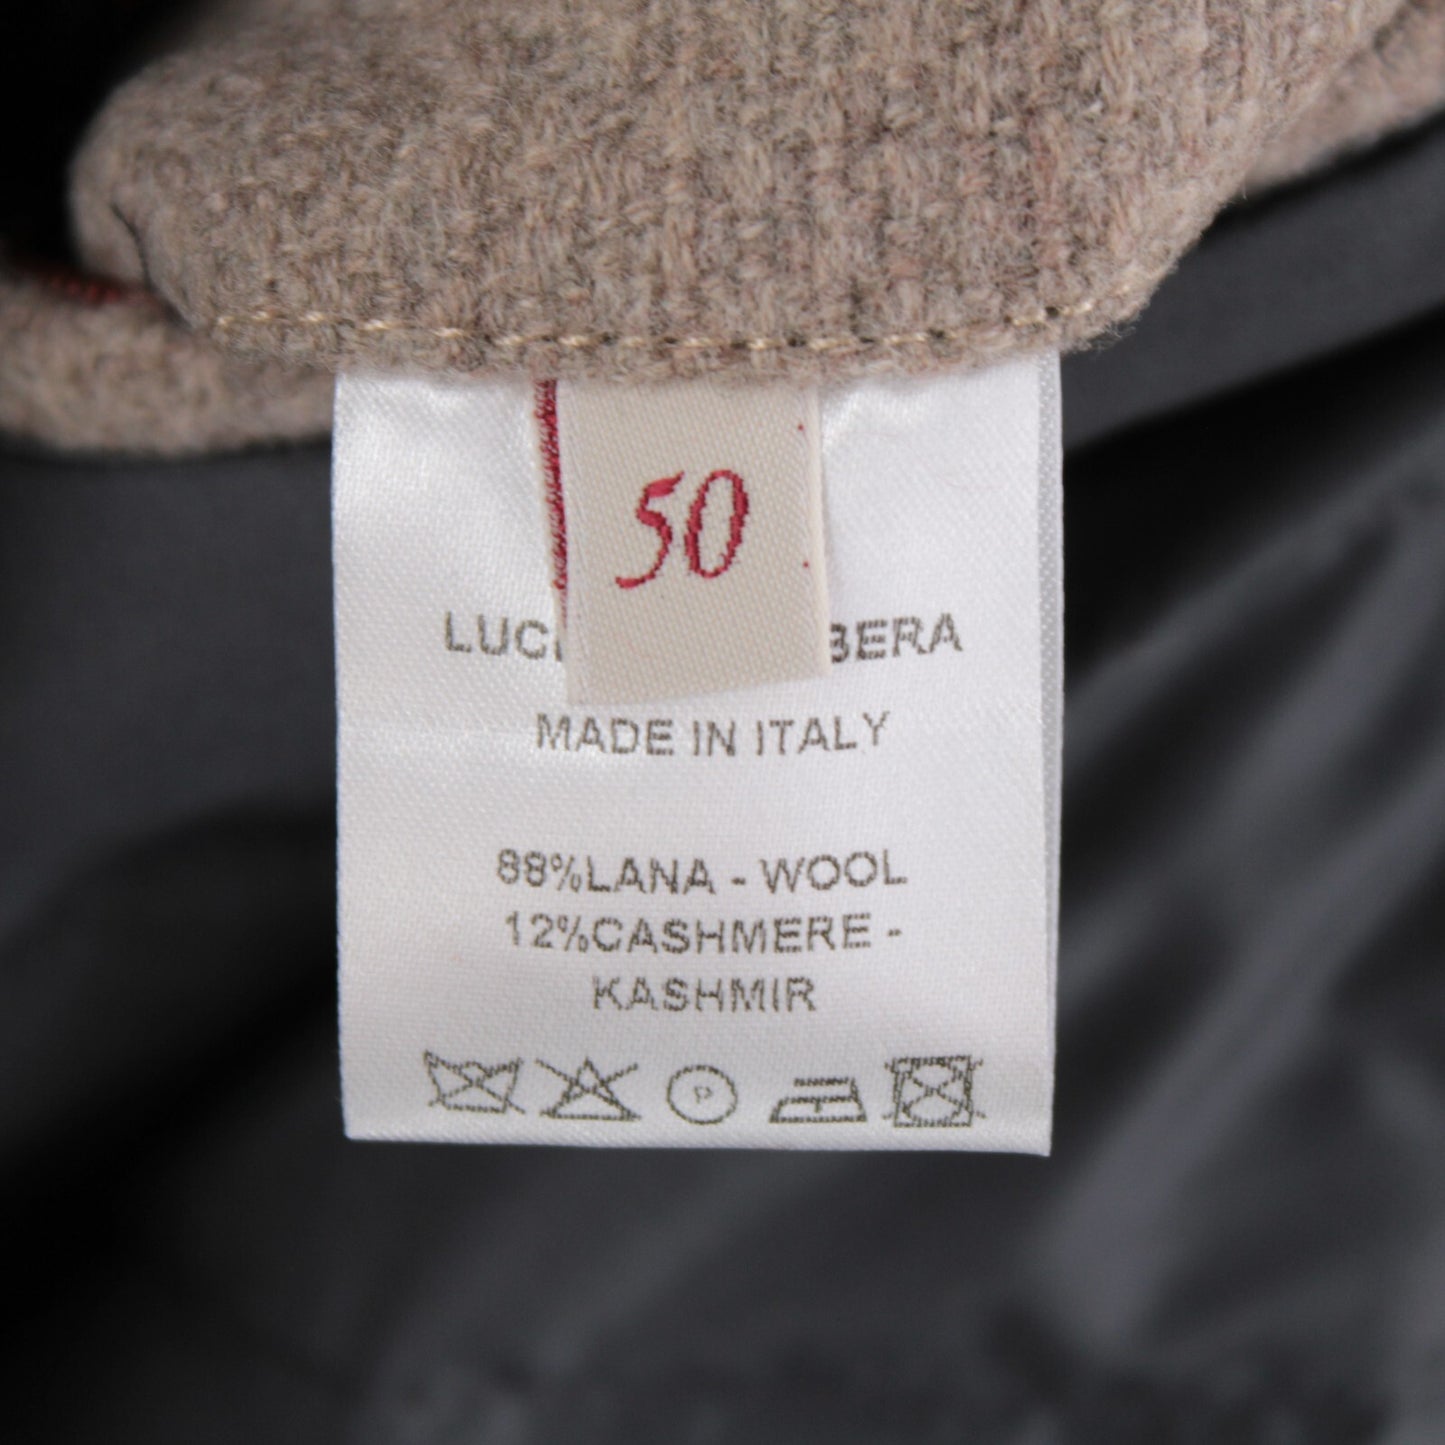 50
MADE IN ITALY
88%LANA - WOOL
12%CASHMERE -
KASHMIR
P